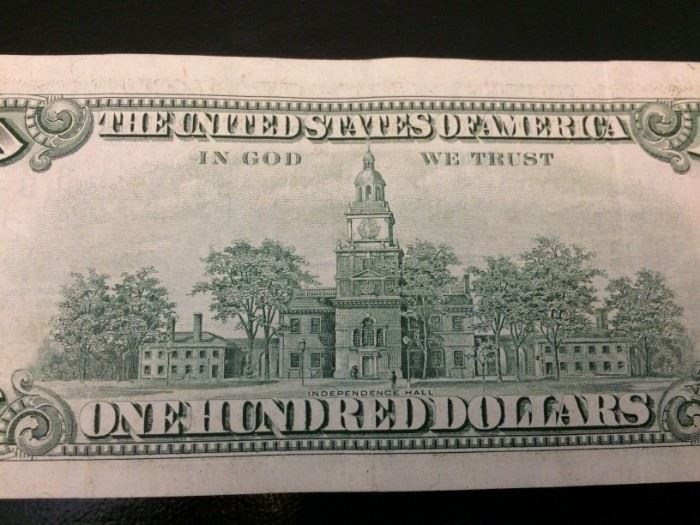 THE UNITED STATES OF AMERICA
IN GOD WE TRUST
INDEPENDENCE HALL
ONE HUNDRED DOLLARS